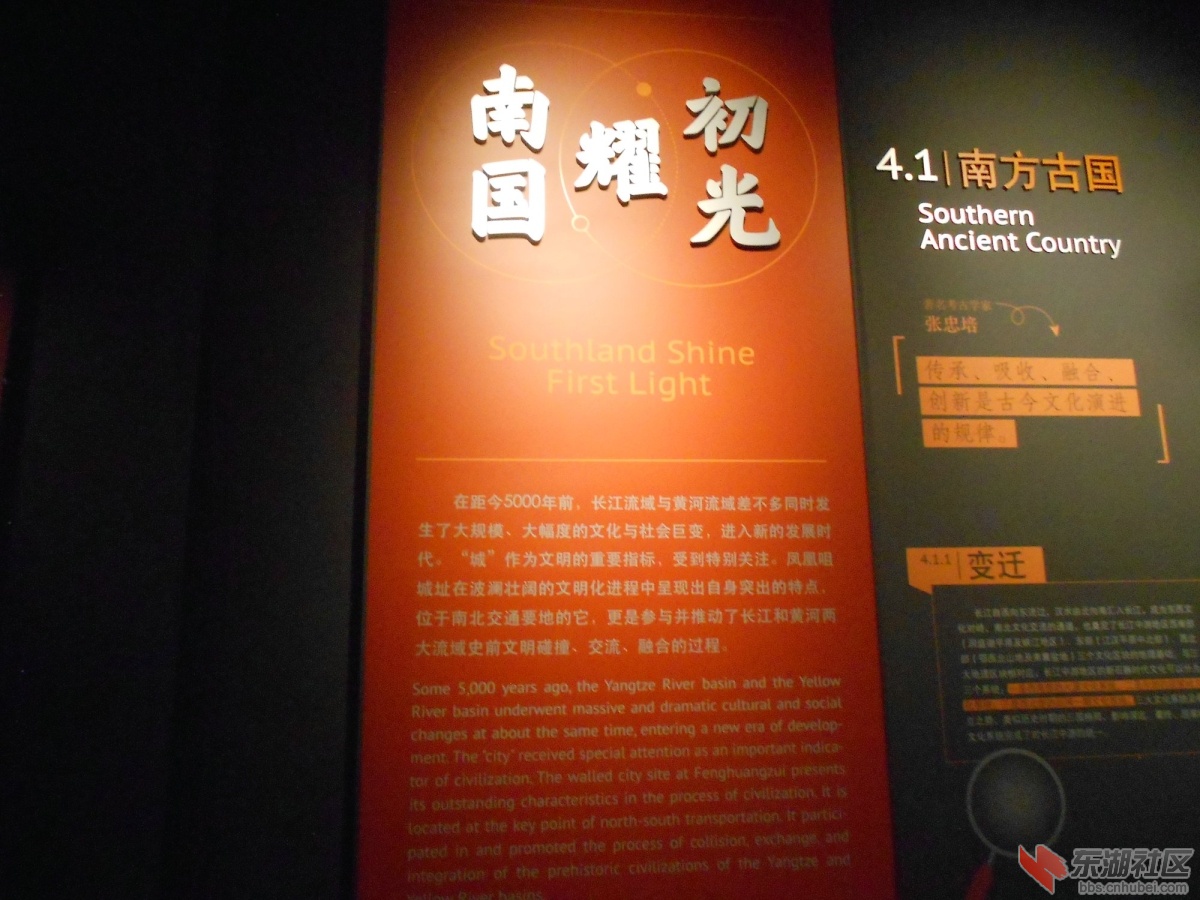 南国
耀
初光
Southland Shine
First Light
在距今5000年前，长江流域与黄河流域差不多同时发
生了大规模、大幅度的文化与社会巨变，进入新的发展时
代。“城”作为文明的重要指标，受到特别关注。凤凰咀
城址在波澜壮阔的文明化进程中呈现出自身突出的特点，
位于南北交通要地的它，更是参与并推动了长江和黄河两
大流域史前文明碰撞、交流、融合的过程。
Some 5,000 years ago, the Yangtze River basin and the Yellow
River basin underwent massive and dramatic cultural and social
changes at about the same time, entering a new era of develop-
ment. The "city" received special attention as an important indica-
tor of civilization. The walled city site at Fenghuangzui presents
its outstanding characteristics in the process of civilization. It is
located at the key point of north-south transportation. It partici-
pated in and promoted the process of collision, exchange, and
integration of the prehistoric civilizations of the Yangtze and
Yellow River basins.
4.1 南方古国
Southern
Ancient Country
著名考古学家
张忠培
传承、吸收、融合、
创新是古今文化演进
的规律。
4.1.1 变迁
东湖社区
bbs.cnhubei.com